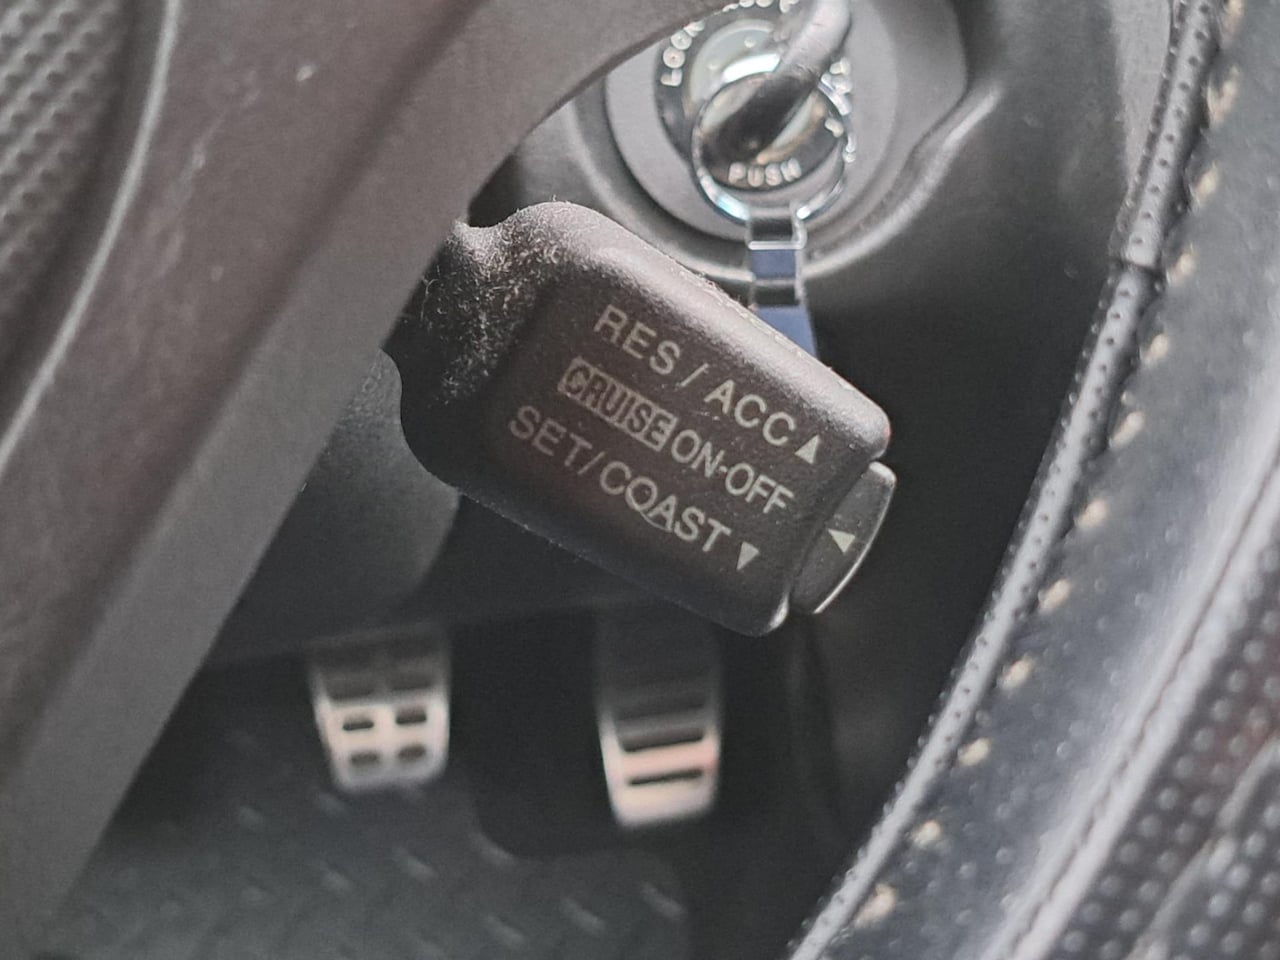 LOCK
PUSH
RES / ACC ▲
CRUISE ON-OFF ◀
SET/COAST ▼